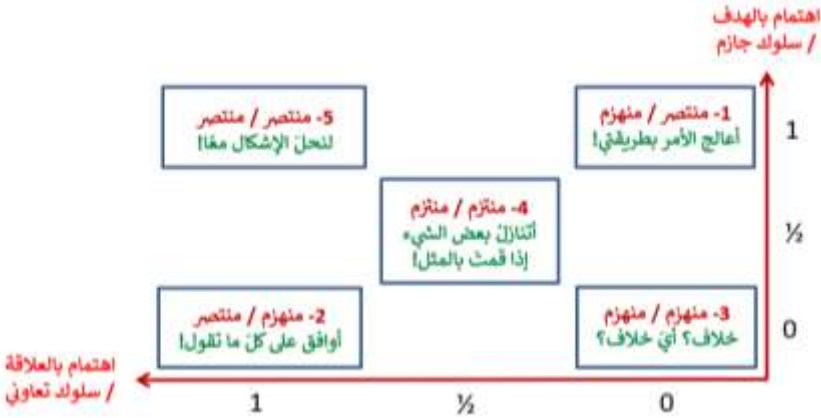 اهتمام بالهدف
/ سلوك جازم
1- منتصر / منهزم
أعالج الأمر بطريقتي!
5- منتصر / منتصر
لنحلّ الإشكال معًا!
1
4- منتزم / منتزم
أتنازلُ بعض الشيء
إذا قمتَ بالمثل!
½
3- منهزم / منهزم
خلاف؟ أيّ خلاف؟
2- منهزم / منتصر
أوافق على كلّ ما تقول!
0
اهتمام بالعلاقة
/ سلوك تعاوني
0
½
1